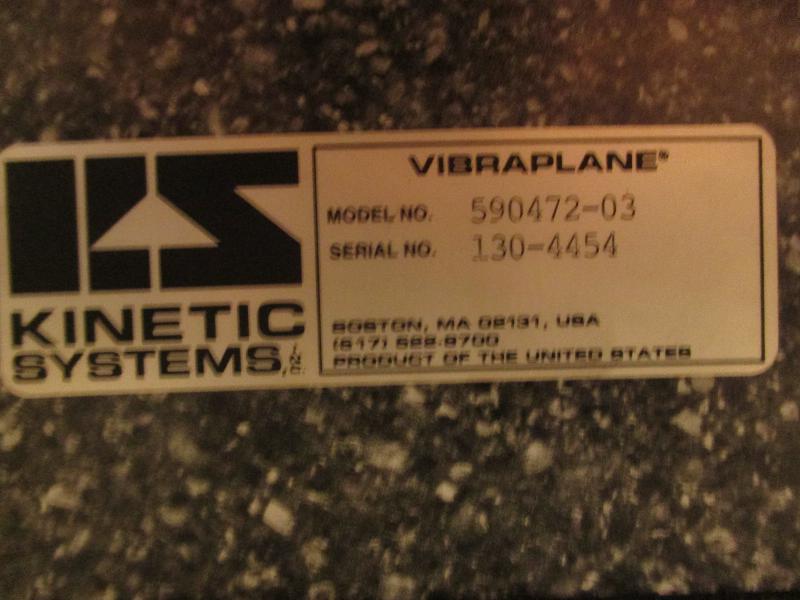 VIBRAPLANE®
MODEL NO. 590472-03
SERIAL NO. 130-4454
BOSTON, MA 02131, USA
(617) 522-8700
PRODUCT OF THE UNITED STATES
KS
KINETIC
SYSTEMS, INC.